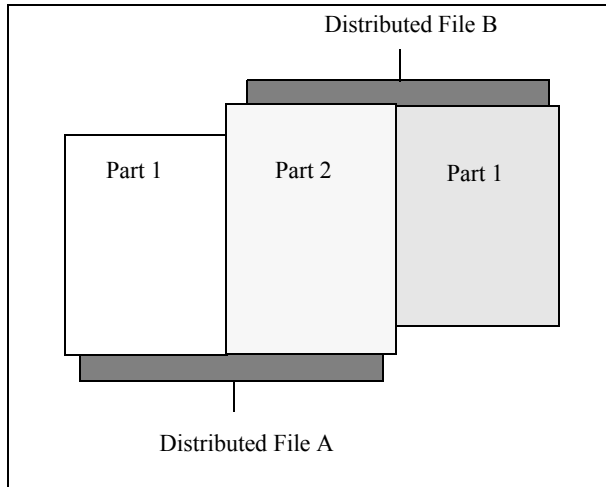 Distributed File B
Part 1
Part 2
Part 1
Distributed File A